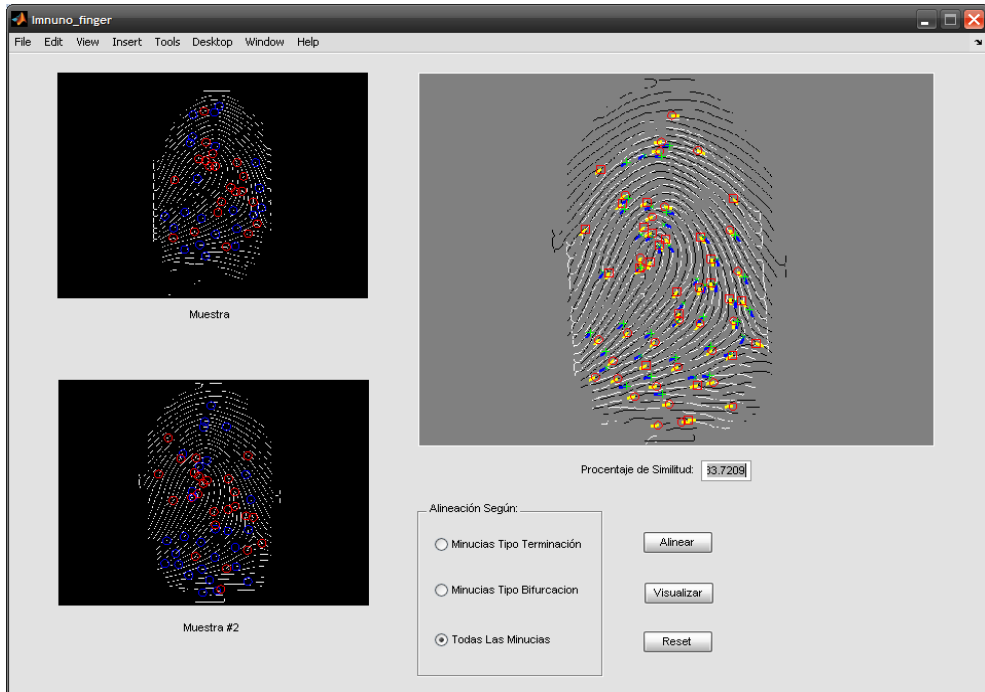 Imnuno_finger
File Edit View Insert Tools Desktop Window Help
Muestra
Muestra #2
Procentaje de Similitud: 33.7209
Alineación Según:
Minucias Tipo Terminación
Minucias Tipo Bifurcacion
Todas Las Minucias
Alinear
Visualizar
Reset